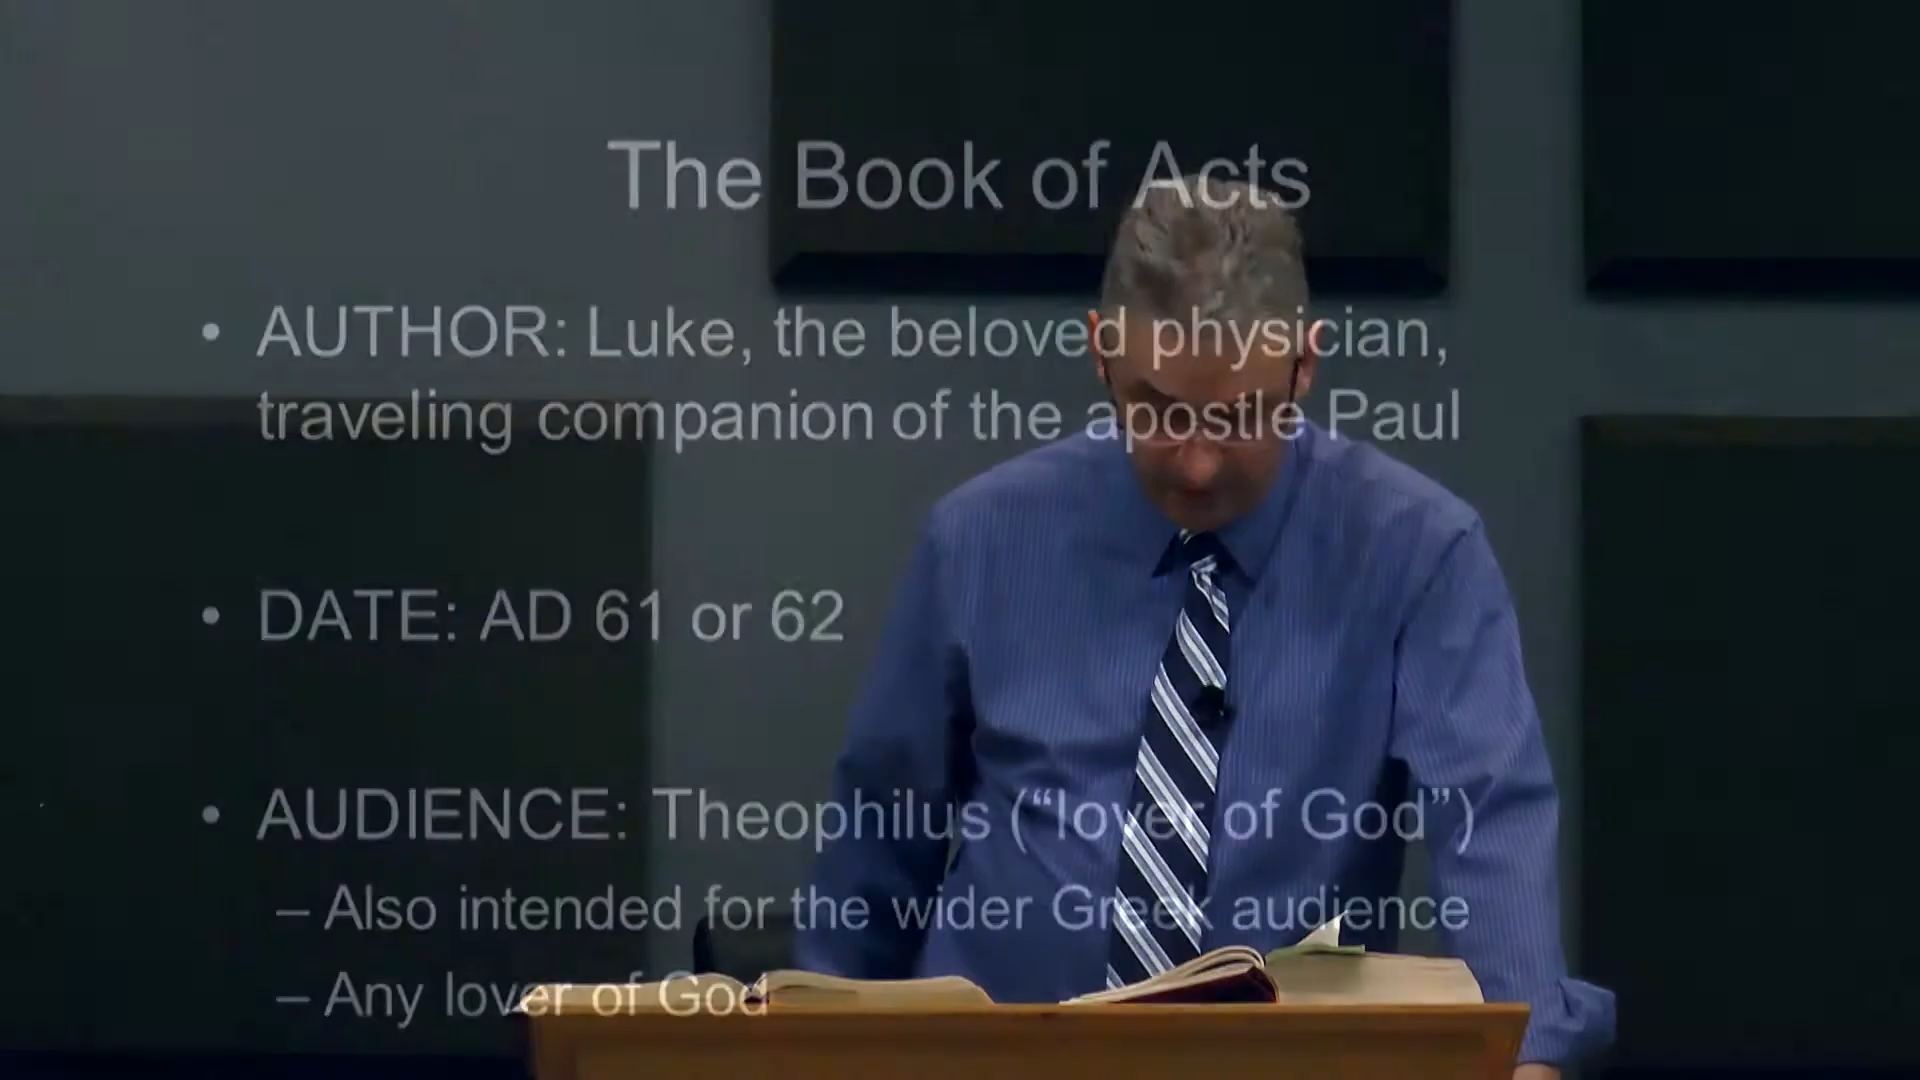 The Book of Acts
• AUTHOR: Luke, the beloved physician,
traveling companion of the apostle Paul
• DATE: AD 61 or 62
• AUDIENCE: Theophilus (“lover of God”)
– Also intended for the wider Greek audience
– Any lover of God